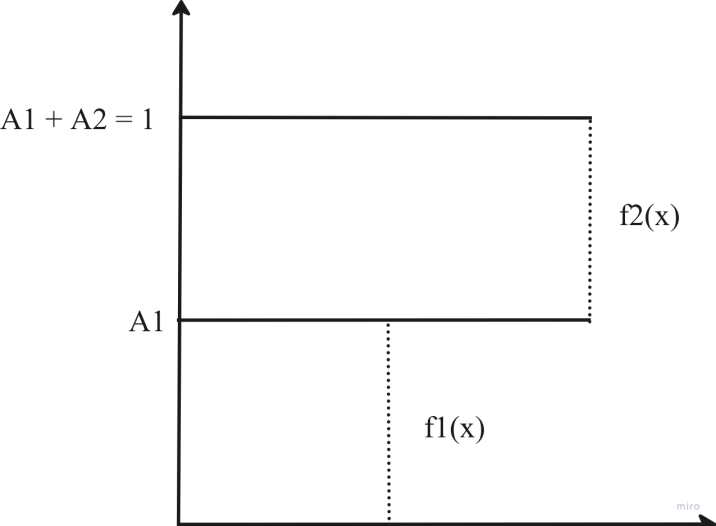 A1 + A2 = 1
f2(x)
A1
f1(x)
miro